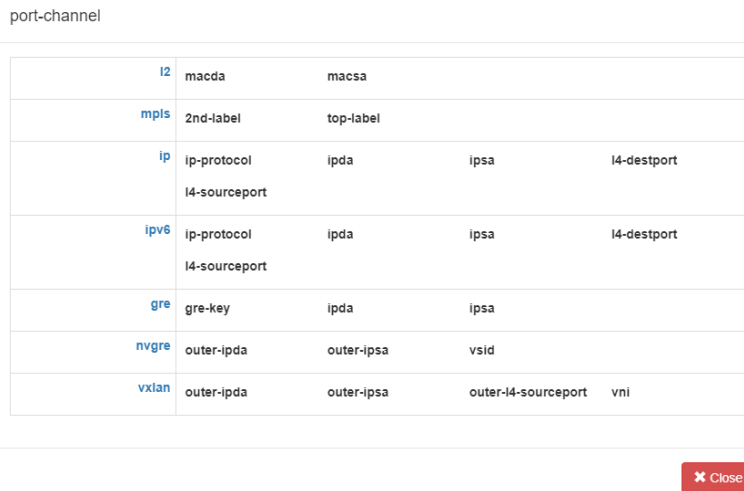 port-channel
l2 macda macsa
mpls 2nd-label top-label
ip ip-protocol ipda ipsa l4-destport
l4-sourceport
ipv6 ip-protocol ipda ipsa l4-destport
l4-sourceport
gre gre-key ipda ipsa
nvgre outer-ipda outer-ipsa vsid
vxlan outer-ipda outer-ipsa outer-l4-sourceport vni
Close